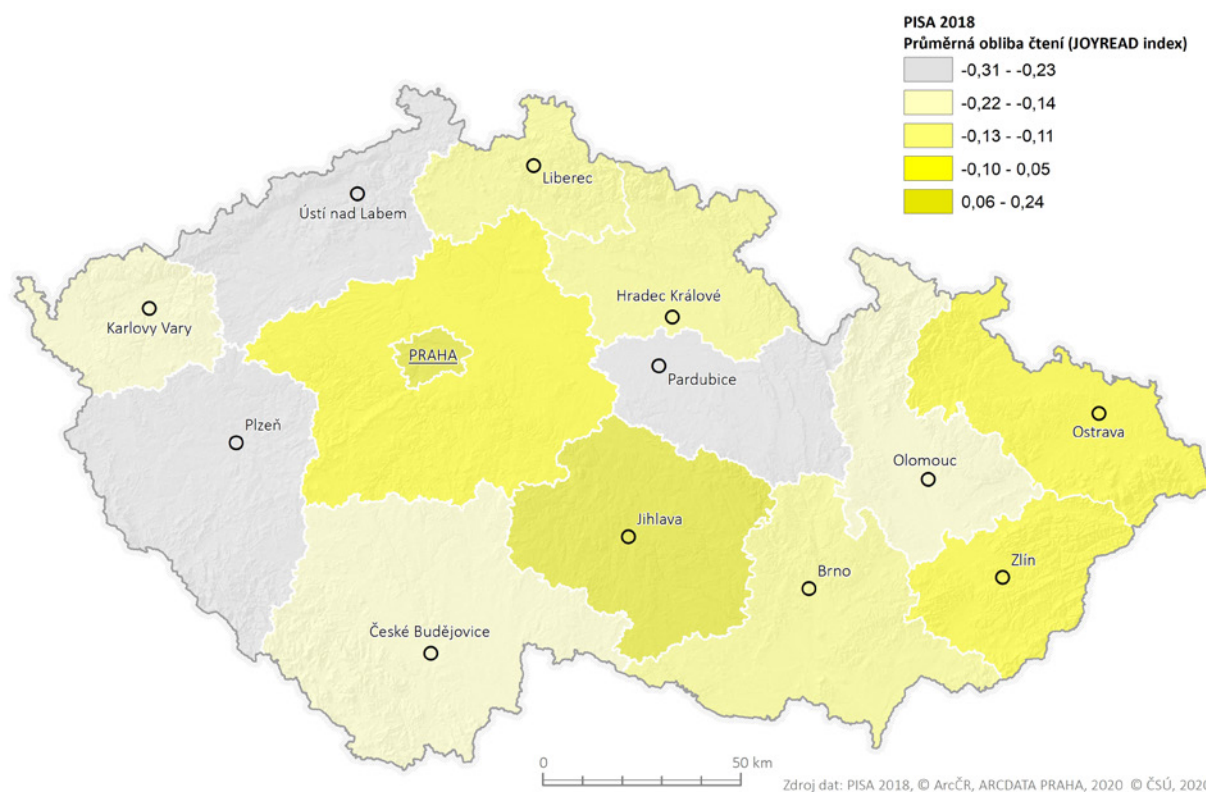 PISA 2018
Průměrná obliba čtení (JOYREAD index)
-0,31 - -0,23
-0,22 - -0,14
-0,13 - -0,11
-0,10 - 0,05
0,06 - 0,24
Liberec
Ústí nad Labem
Karlovy Vary
Hradec Králové
PRAHA
Pardubice
Plzeň
Ostrava
Olomouc
Jihlava
Brno
Zlín
České Budějovice
0 50 km
Zdroj dat: PISA 2018, © ArcČR, ARCDATA PRAHA, 2020 © ČSÚ, 2020